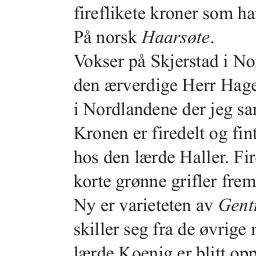 fireflikete kroner som ha
På norsk Haarsøte.
Vokser på Skjerstad i No
den ærverdige Herr Hage
i Nordlandene der jeg sa
Kronen er firedelt og fint
hos den lærde Haller. Fir
korte grønne grifler frem
Ny er varieteten av Gent
skiller seg fra de øvrige
lærde Koenig er blitt opp